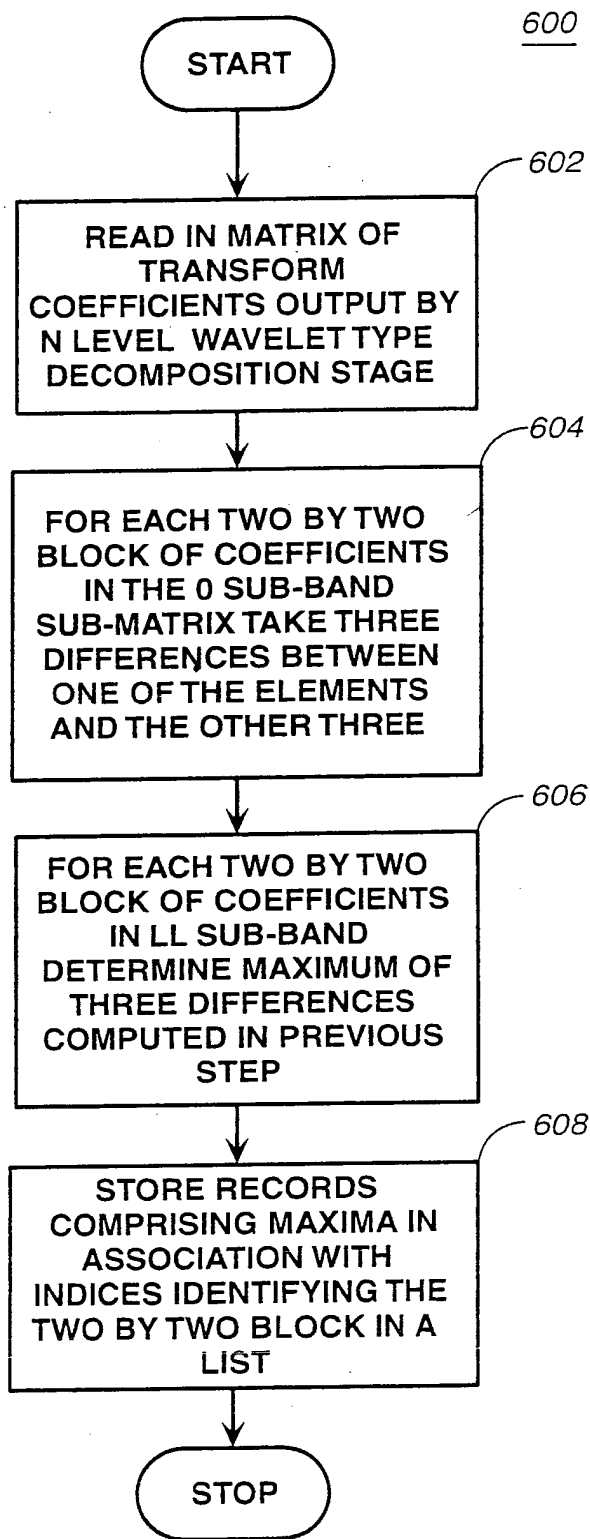 600
START
602
READ IN MATRIX OF
TRANSFORM
COEFFICIENTS OUTPUT BY
N LEVEL WAVELET TYPE
DECOMPOSITION STAGE
604
FOR EACH TWO BY TWO
BLOCK OF COEFFICIENTS
IN THE 0 SUB-BAND
SUB-MATRIX TAKE THREE
DIFFERENCES BETWEEN
ONE OF THE ELEMENTS
AND THE OTHER THREE
606
FOR EACH TWO BY TWO
BLOCK OF COEFFICIENTS
IN LL SUB-BAND
DETERMINE MAXIMUM OF
THREE DIFFERENCES
COMPUTED IN PREVIOUS
STEP
608
STORE RECORDS
COMPRISING MAXIMA IN
ASSOCIATION WITH
INDICES IDENTIFYING THE
TWO BY TWO BLOCK IN A
LIST
STOP